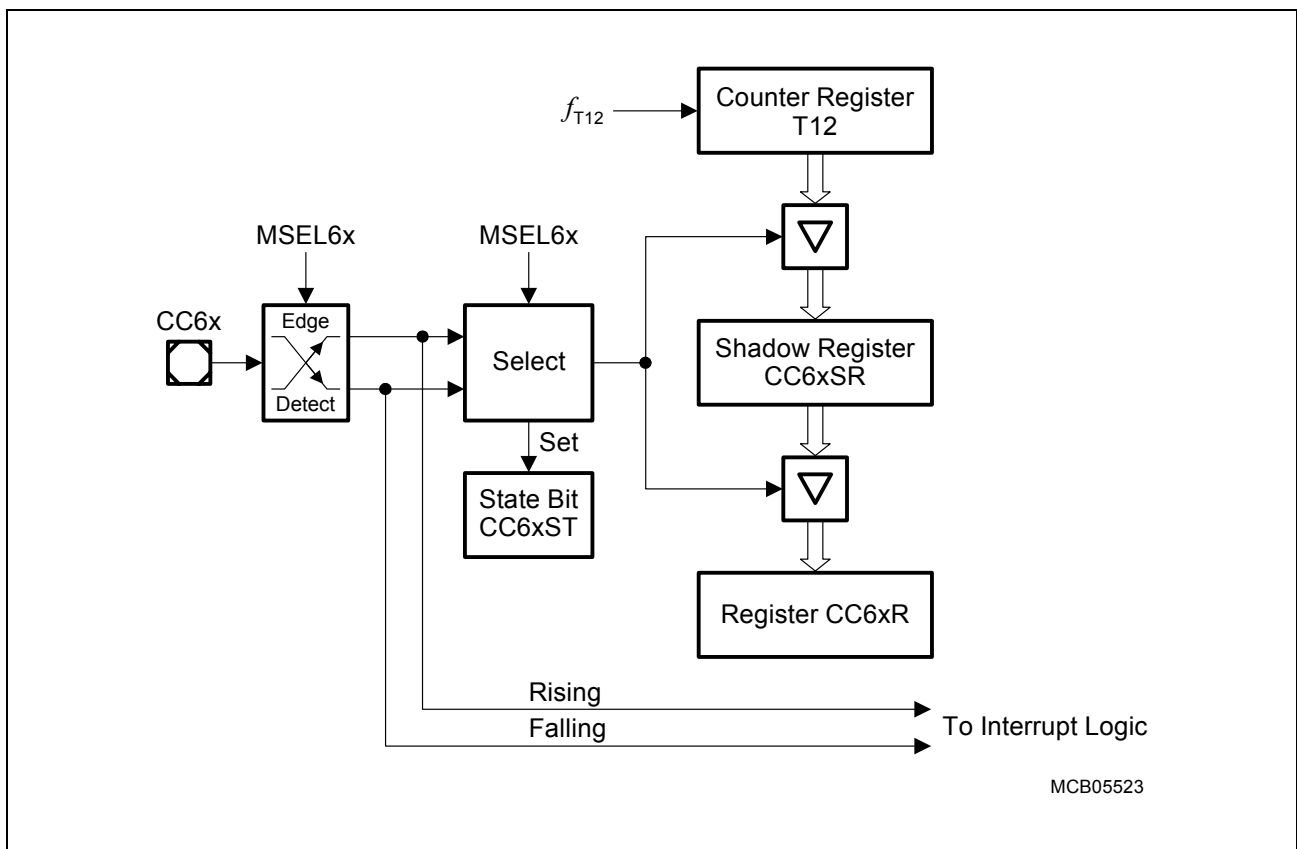 Counter Register
T12
fT12
MSEL6x
MSEL6x
CC6x
Edge
Detect
Select
Shadow Register
CC6xSR
Set
State Bit
CC6xST
Register CC6xR
Rising
Falling
To Interrupt Logic
MCB05523